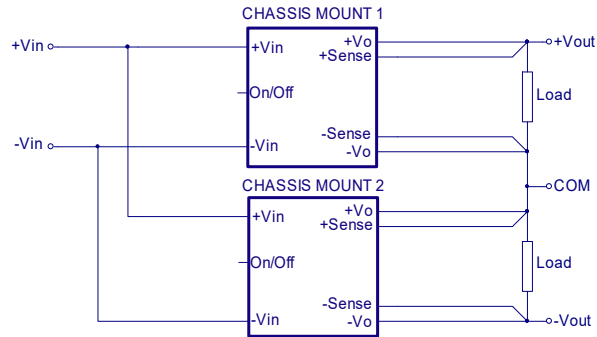 CHASSIS MOUNT 1
+Vin
+Vin
+Vo
+Vout
+Sense
On/Off
Load
-Vin
-Vin
-Sense
-Vo
CHASSIS MOUNT 2
COM
+Vin
+Vo
+Sense
On/Off
Load
-Sense
-Vin
-Vo
-Vout